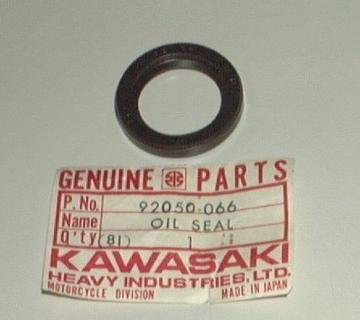 GENUINE PARTS
P. No. 92050-066
Name OIL SEAL
Q'ty (81) 1
KAWASAKI
HEAVY INDUSTRIES, LTD.
MOTORCYCLE DIVISION MADE IN JAPAN